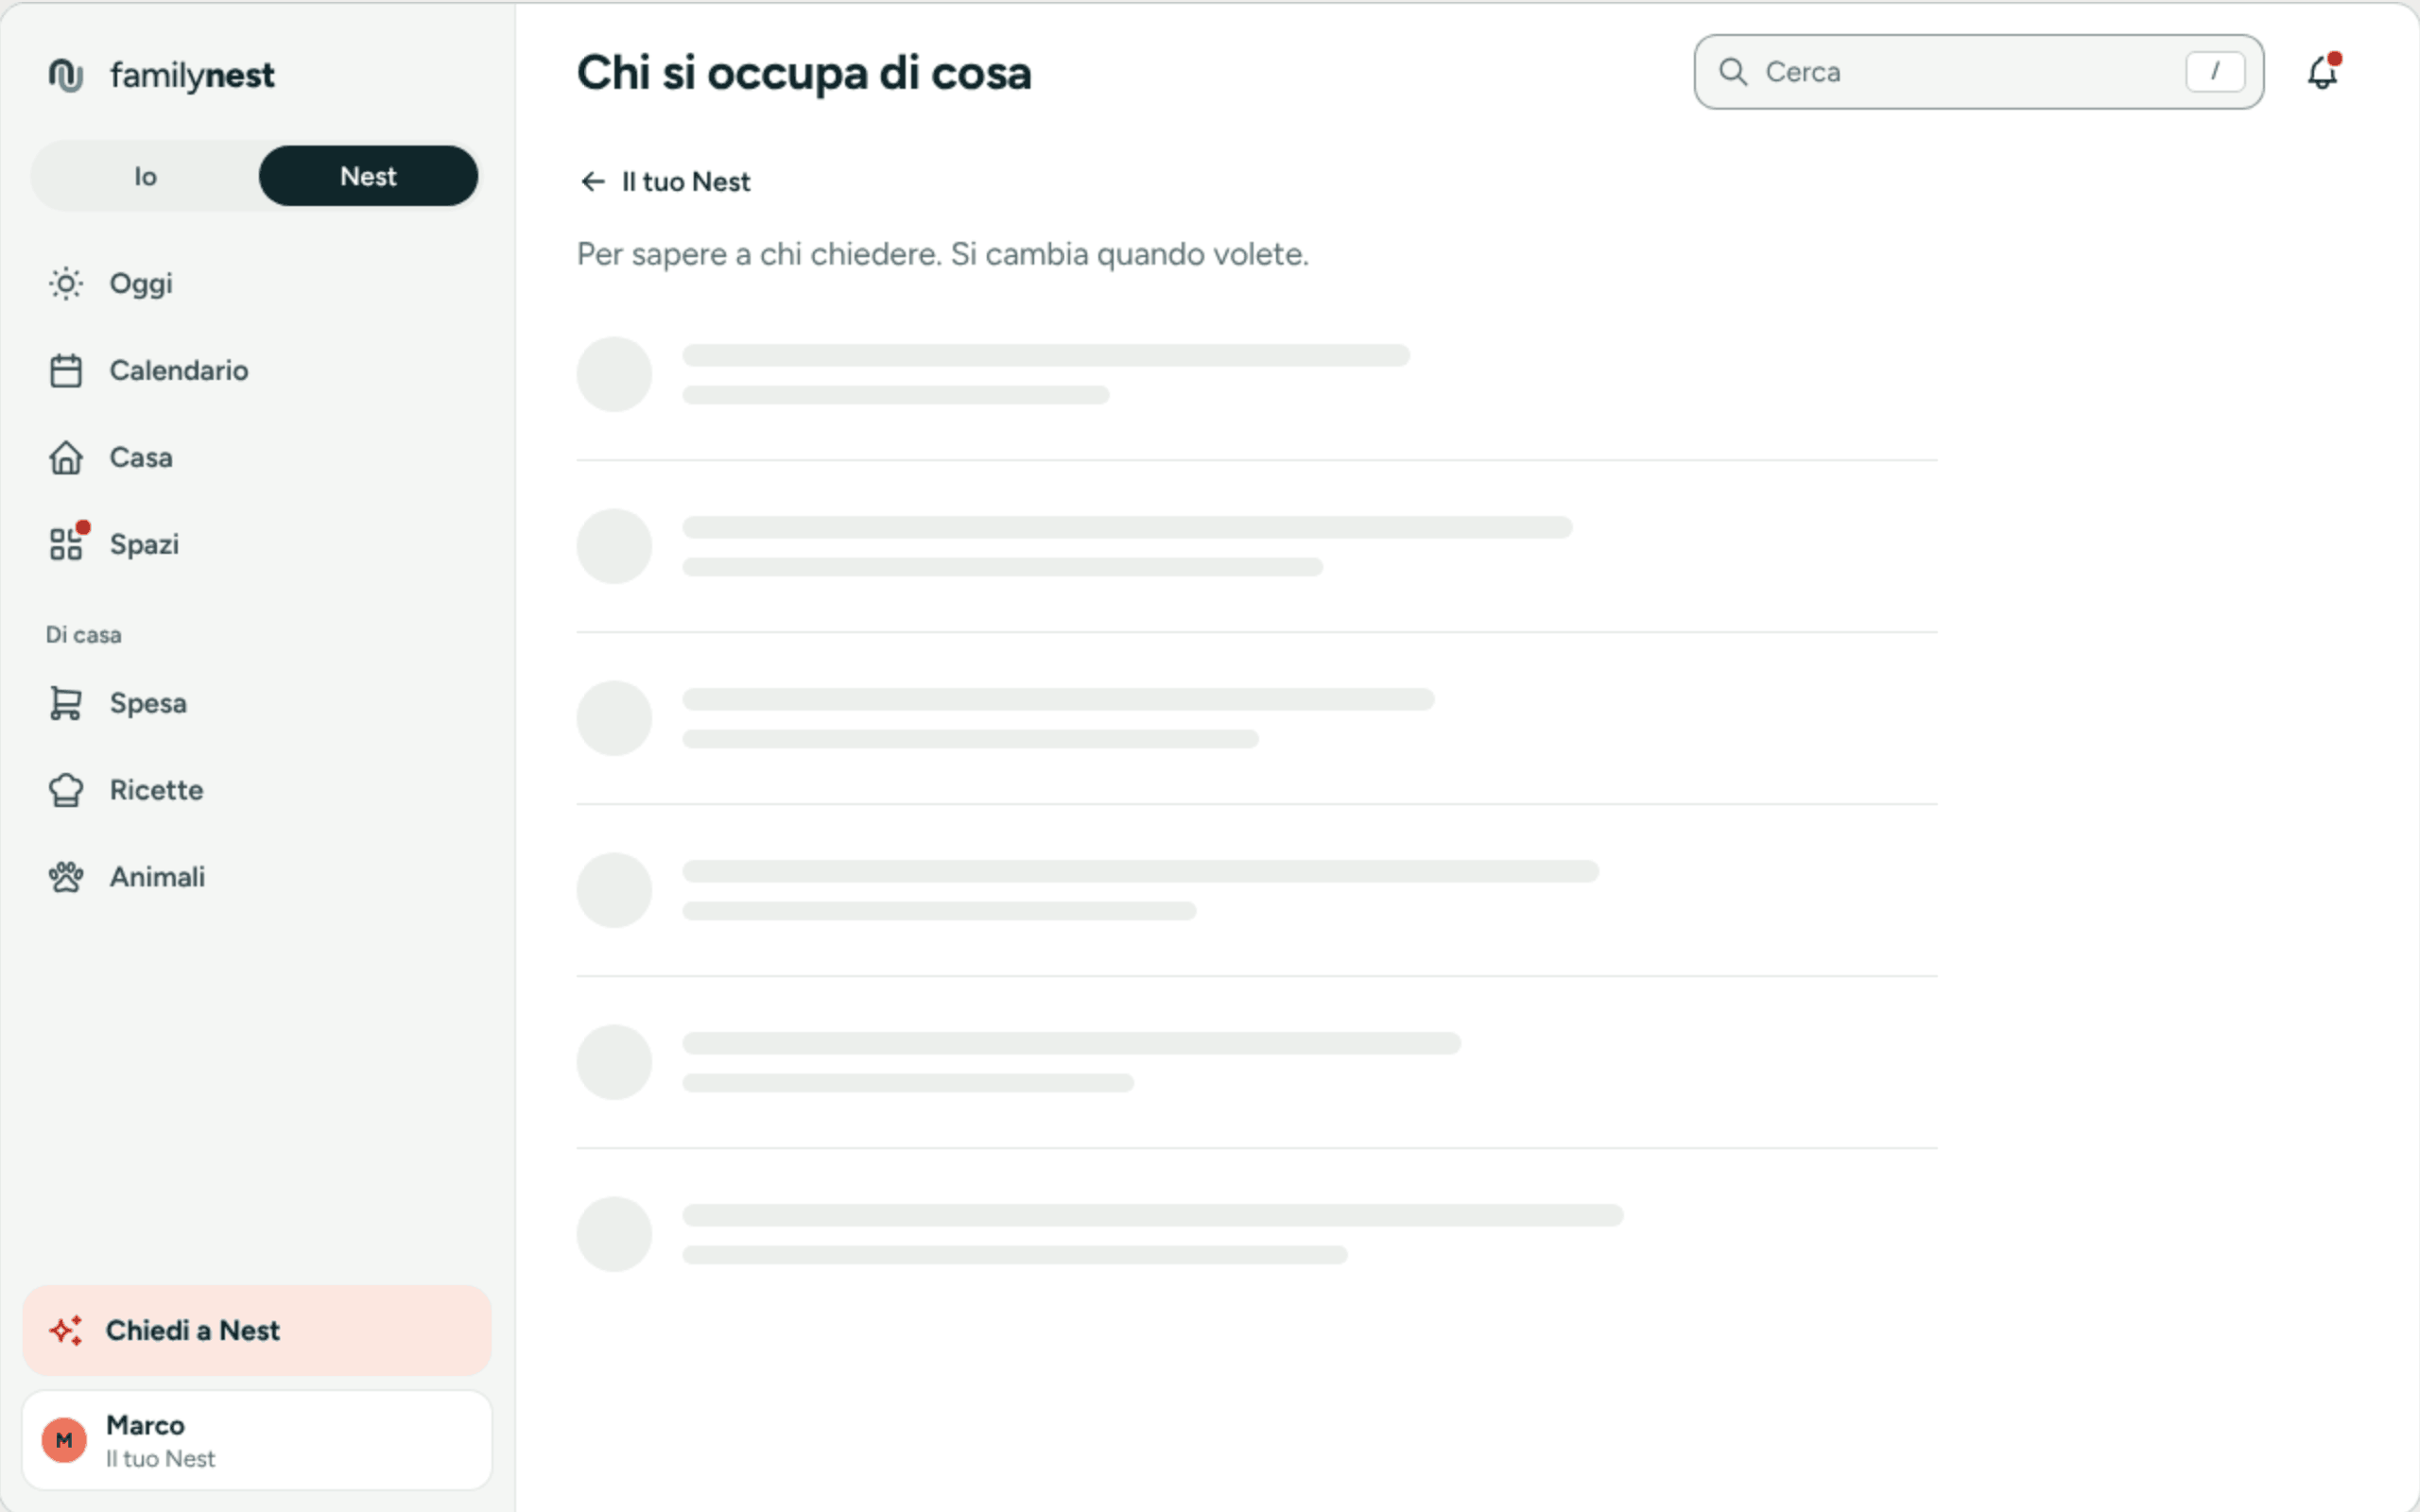 familynest
Chi si occupa di cosa
Cerca
/
Io
Nest
Il tuo Nest
Per sapere a chi chiedere. Si cambia quando volete.
Oggi
Calendario
Casa
Spazi
Di casa
Spesa
Ricette
Animali
Chiedi a Nest
M
Marco
Il tuo Nest